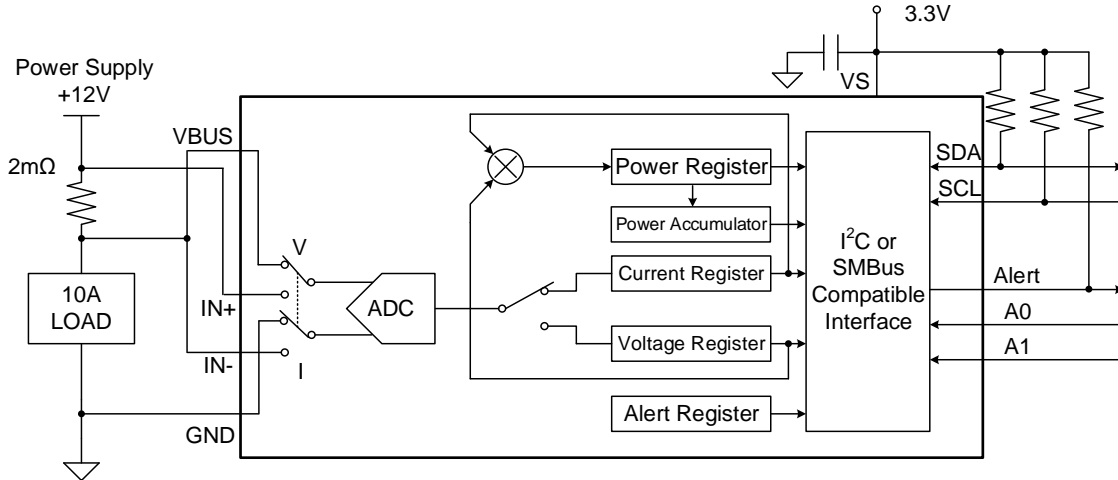 3.3V
VS
Power Supply
+12V
2mΩ
VBUS
Power Register
SDA
Power Accumulator
SCL
V
I²C or
SMBus
Compatible
Interface
10A
LOAD
IN+
ADC
Current Register
Alert
A0
Voltage Register
A1
IN-
I
Alert Register
GND